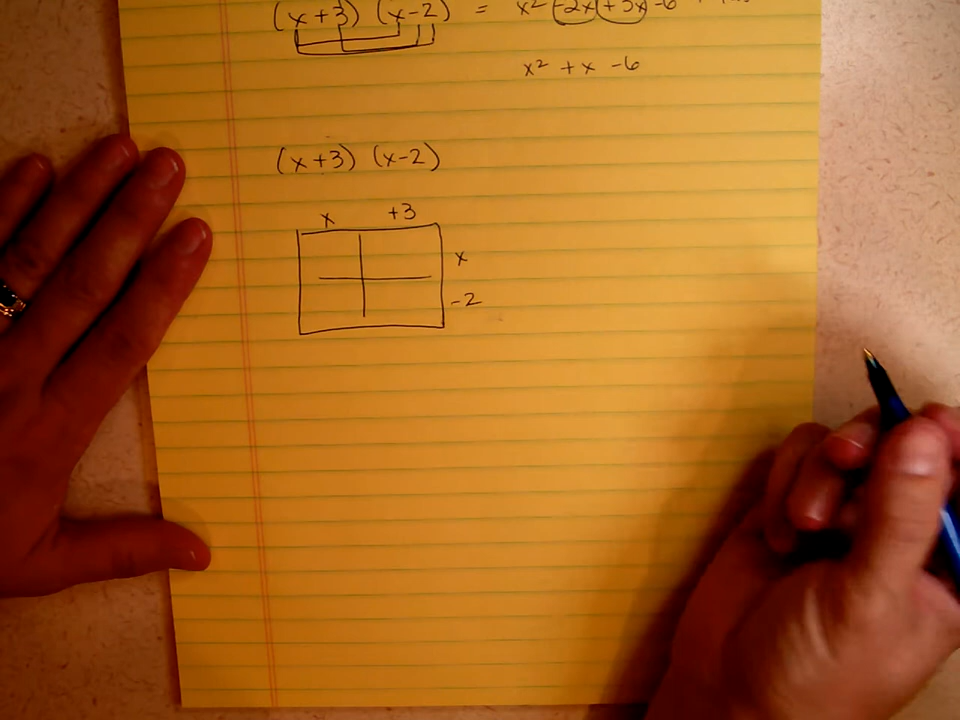 (x+3) (x-2) = x² -2x +3x -6
x² + x - 6
(x+3) (x-2)
x +3
x
-2